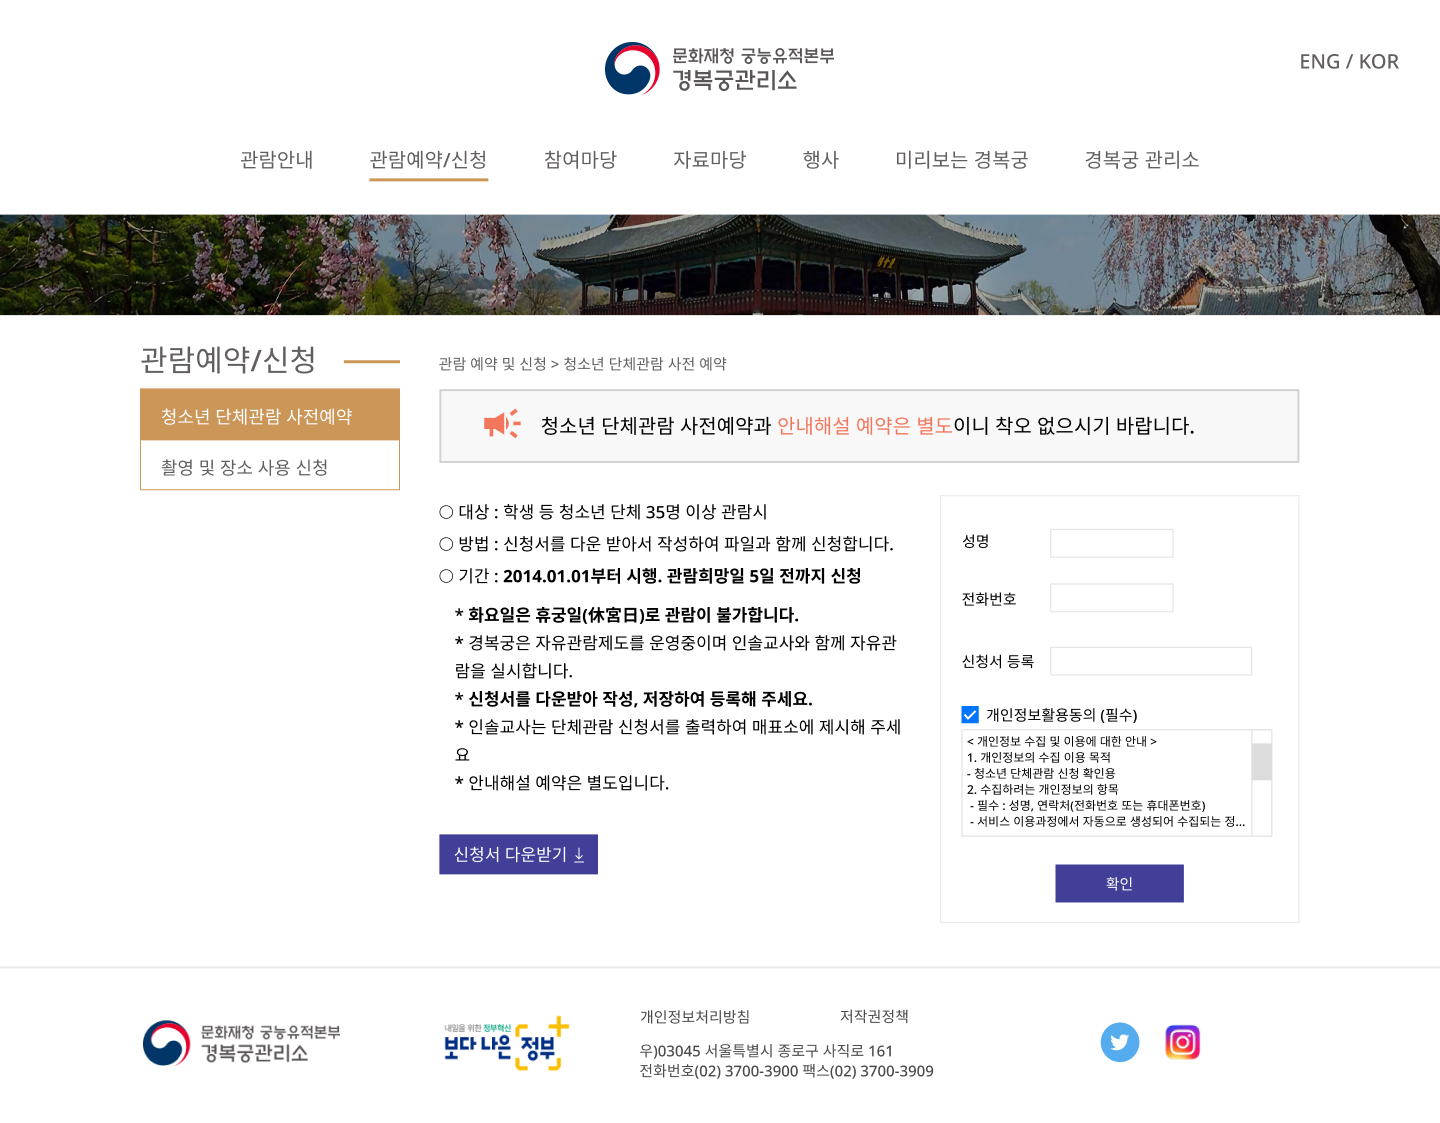 문화재청 궁능유적본부
경복궁관리소
ENG / KOR
관람안내 관람예약/신청 참여마당 자료마당 행사 미리보는 경복궁 경복궁 관리소
관람예약/신청
청소년 단체관람 사전예약
촬영 및 장소 사용 신청
관람 예약 및 신청 > 청소년 단체관람 사전 예약
청소년 단체관람 사전예약과 안내해설 예약은 별도이니 착오 없으시기 바랍니다.
○ 대상 : 학생 등 청소년 단체 35명 이상 관람시
○ 방법 : 신청서를 다운 받아서 작성하여 파일과 함께 신청합니다.
○ 기간 : 2014.01.01부터 시행. 관람희망일 5일 전까지 신청
* 화요일은 휴궁일(休宮日)로 관람이 불가합니다.
* 경복궁은 자유관람제도를 운영중이며 인솔교사와 함께 자유관
람을 실시합니다.
* 신청서를 다운받아 작성, 저장하여 등록해 주세요.
* 인솔교사는 단체관람 신청서를 출력하여 매표소에 제시해 주세
요
* 안내해설 예약은 별도입니다.
신청서 다운받기
성명
전화번호
신청서 등록
개인정보활용동의 (필수)
< 개인정보 수집 및 이용에 대한 안내 >
1. 개인정보의 수집 이용 목적
- 청소년 단체관람 신청 확인용
2. 수집하려는 개인정보의 항목
- 필수 : 성명, 연락처(전화번호 또는 휴대폰번호)
- 서비스 이용과정에서 자동으로 생성되어 수집되는 정...
확인
문화재청 궁능유적본부
경복궁관리소
내일을 위한 정부혁신
보다 나은 정부
개인정보처리방침 저작권정책
우)03045 서울특별시 종로구 사직로 161
전화번호(02) 3700-3900 팩스(02) 3700-3909